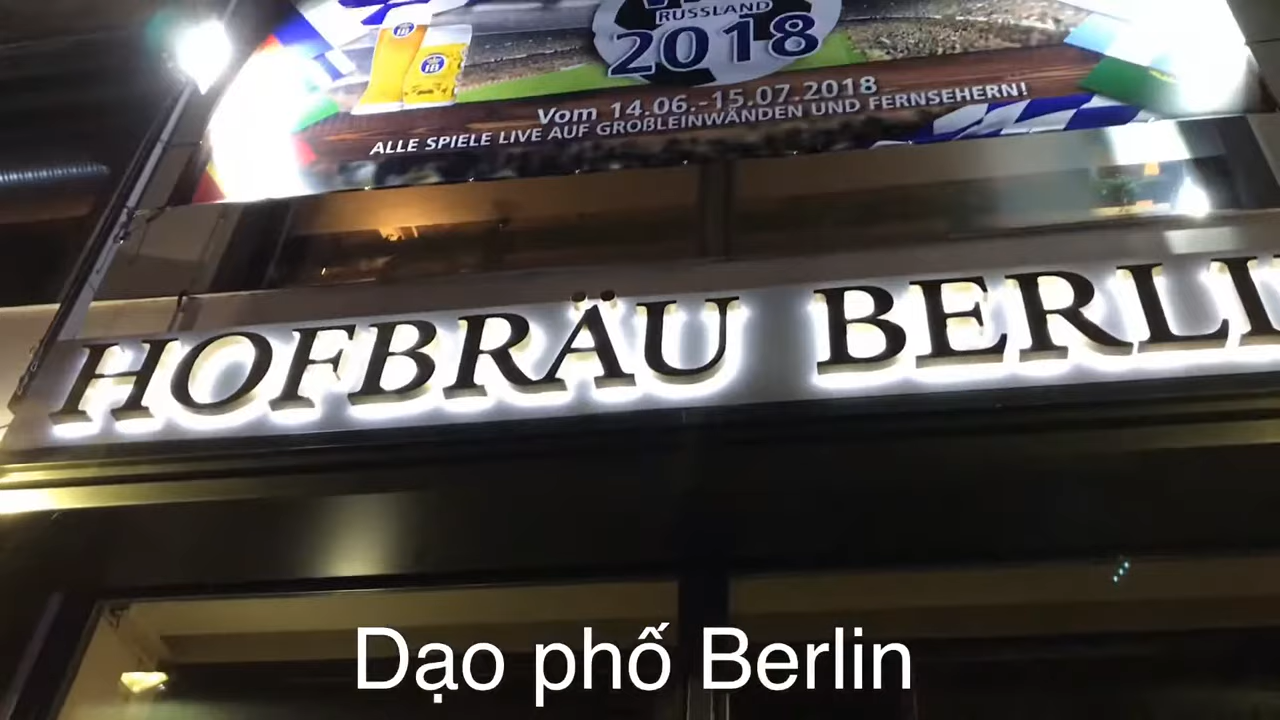 RUSSLAND
2018
Vom 14.06.-15.07.2018
ALLE SPIELE LIVE AUF GROßLEINWÄNDEN UND FERNSEHERN!
HOFBRÄU BERLI
Dạo phố Berlin